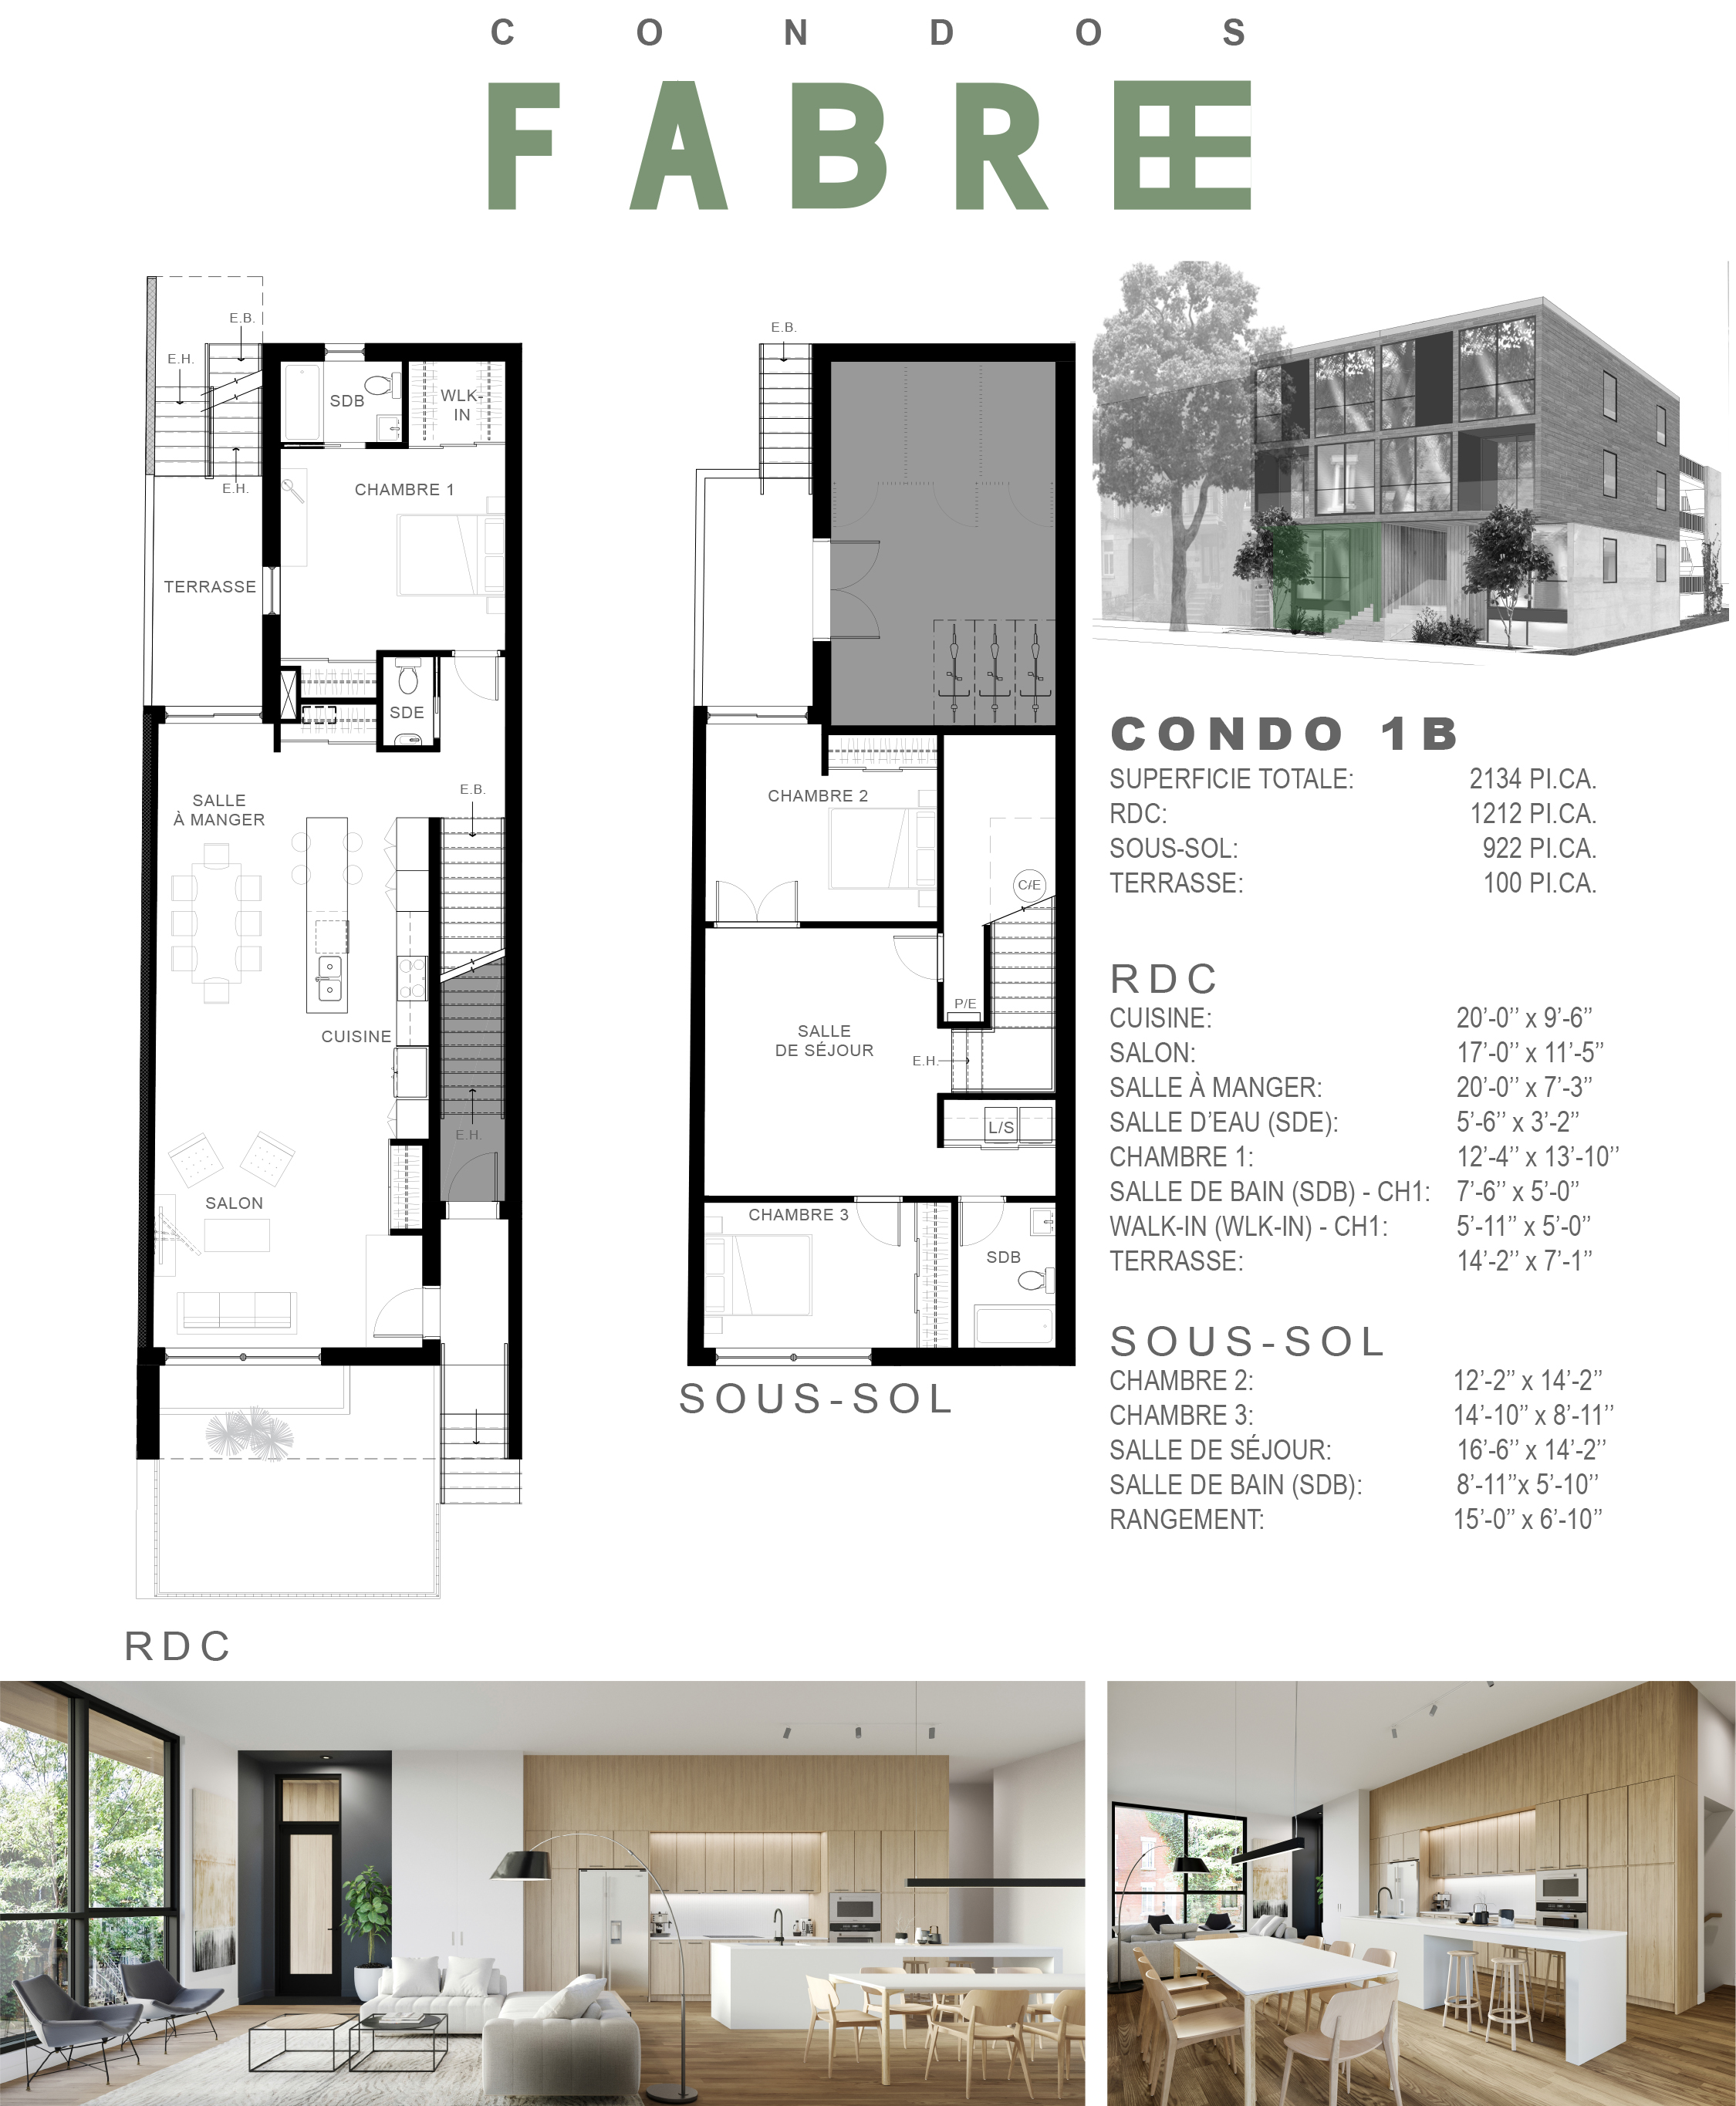 CONDOS
FABRE
E.B.
E.H.
E.H.
SDB
WLK-
IN
CHAMBRE 1
TERRASSE
SDE
SALLE
À MANGER
E.B.
CUISINE
E.H.
SALON
RDC
E.B.
CHAMBRE 2
C/E
P/E
SALLE
DE SÉJOUR
E.H.
L/S
CHAMBRE 3
SDB
SOUS-SOL
CONDO 1B
SUPERFICIE TOTALE: 2134 PI.CA.
RDC: 1212 PI.CA.
SOUS-SOL: 922 PI.CA.
TERRASSE: 100 PI.CA.
RDC
CUISINE: 20'-0'' x 9'-6''
SALON: 17'-0'' x 11'-5''
SALLE À MANGER: 20'-0'' x 7'-3''
SALLE D'EAU (SDE): 5'-6'' x 3'-2''
CHAMBRE 1: 12'-4'' x 13'-10''
SALLE DE BAIN (SDB) - CH1: 7'-6'' x 5'-0''
WALK-IN (WLK-IN) - CH1: 5'-11'' x 5'-0''
TERRASSE: 14'-2'' x 7'-1''
SOUS-SOL
CHAMBRE 2: 12'-2'' x 14'-2''
CHAMBRE 3: 14'-10'' x 8'-11''
SALLE DE SÉJOUR: 16'-6'' x 14'-2''
SALLE DE BAIN (SDB): 8'-11''x 5'-10''
RANGEMENT: 15'-0'' x 6'-10''